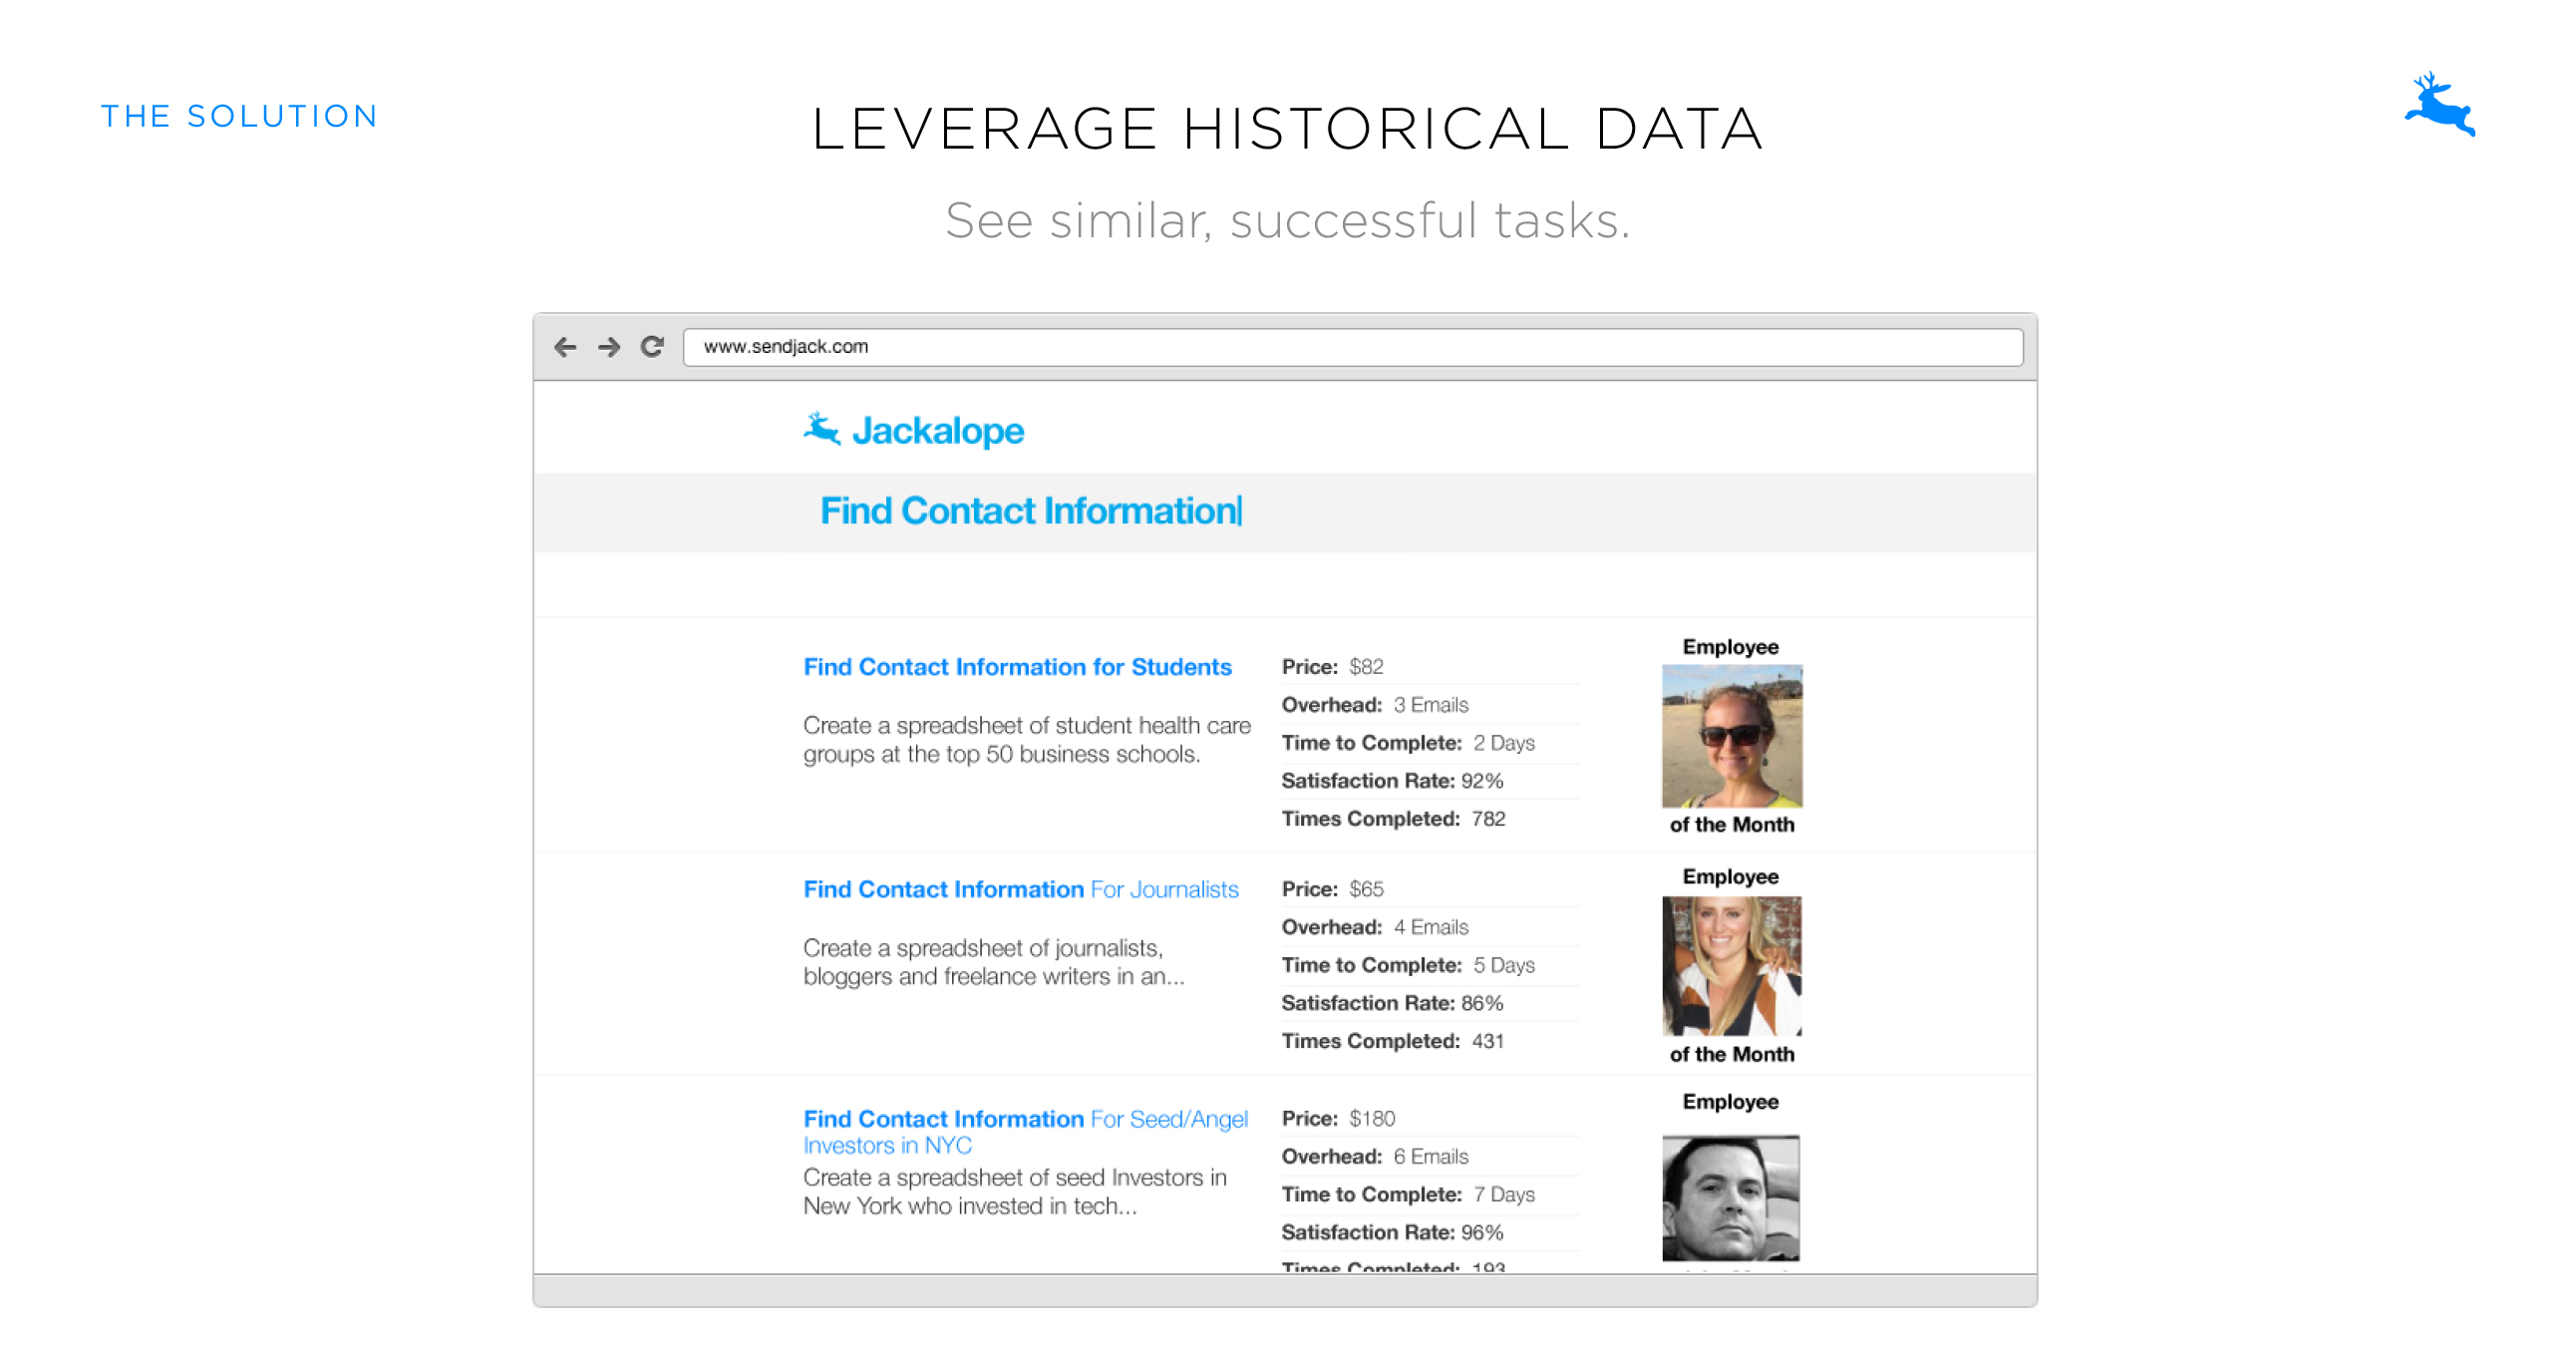 THE SOLUTION
LEVERAGE HISTORICAL DATA
See similar, successful tasks.
www.sendjack.com
Jackalope
Find Contact Information
Find Contact Information for Students
Create a spreadsheet of student health care
groups at the top 50 business schools.
Price: $82
Overhead: 3 Emails
Time to Complete: 2 Days
Satisfaction Rate: 92%
Times Completed: 782
Employee
of the Month
Find Contact Information For Journalists
Create a spreadsheet of journalists,
bloggers and freelance writers in an...
Price: $65
Overhead: 4 Emails
Time to Complete: 5 Days
Satisfaction Rate: 86%
Times Completed: 431
Employee
of the Month
Find Contact Information For Seed/Angel
Investors in NYC
Create a spreadsheet of seed Investors in
New York who invested in tech...
Price: $180
Overhead: 6 Emails
Time to Complete: 7 Days
Satisfaction Rate: 96%
Times Completed: 193
Employee